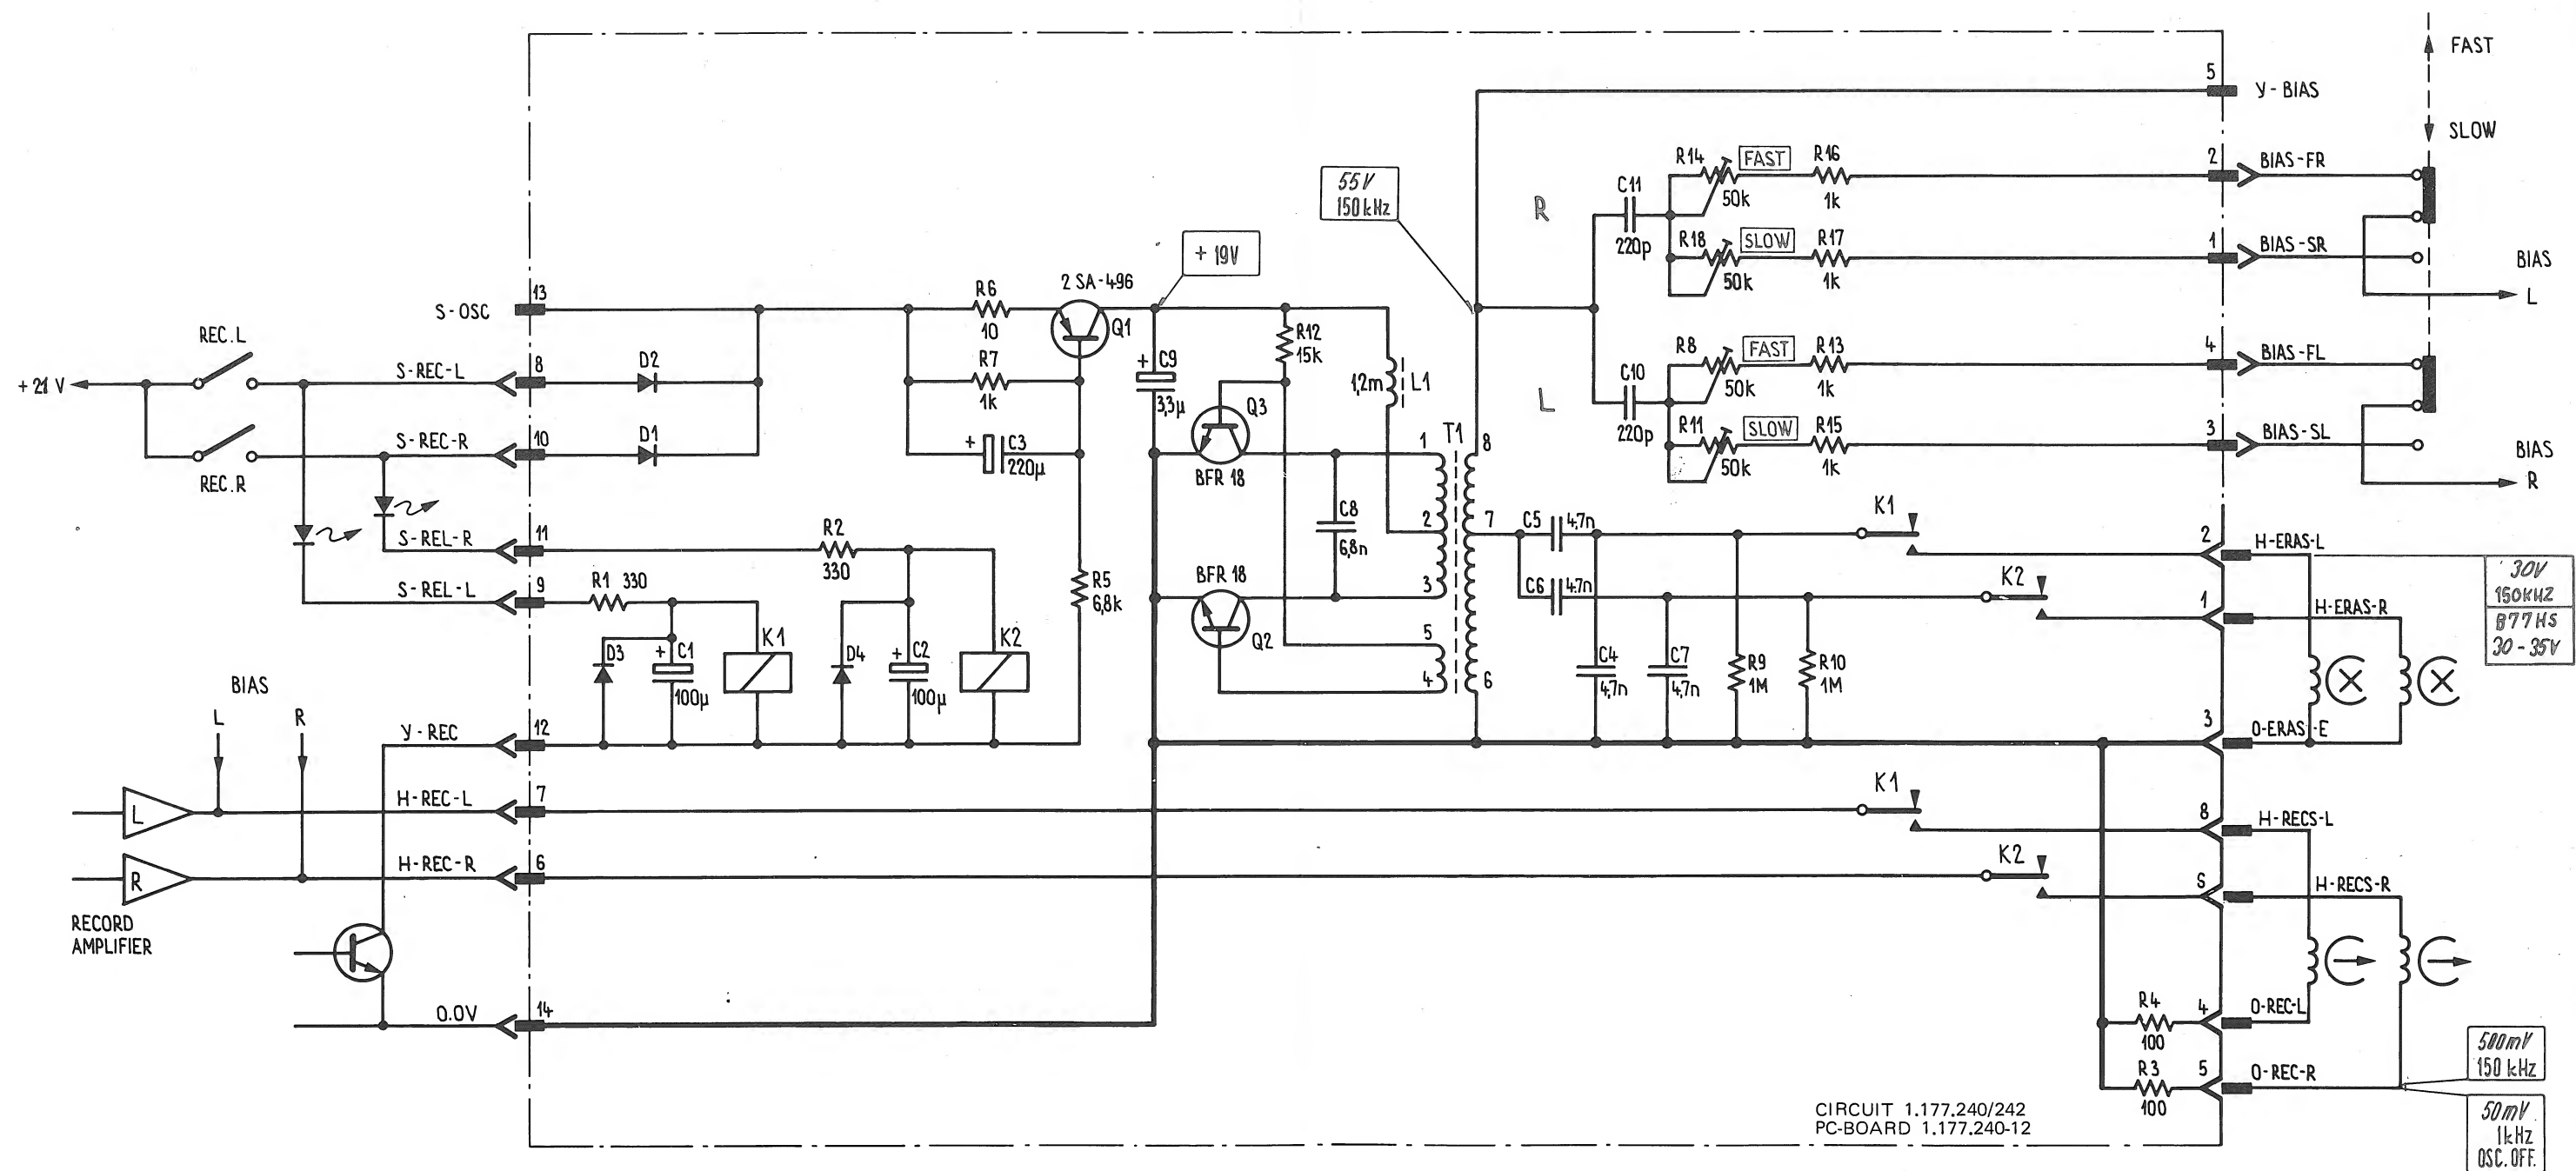 FAST
5
Y-BIAS
SLOW
R14
FAST
R16
2
BIAS-FR
55V
150kHz
C11
50k
1k
R
220p
R18
SLOW
R17
1
BIAS-SR
50k
1k
BIAS
L
+ 19V
2 SA-496
13
S-OSC
R6
10
Q1
R12
15k
REC.L
R7
1k
C9
3,3µ
1,2m
L1
R8
FAST
R13
4
BIAS-FL
C10
50k
1k
L
220p
R11
SLOW
R15
3
BIAS-SL
50k
1k
BIAS
R
+ 21 V
S-REC-L
8
D2
Q3
S-REC-R
10
D1
+
C3
220µ
REC.R
BFR 18
1
T1
8
C8
6,8n
2
7
C5
4,7n
K1
2
H-ERAS-L
S-REL-R
11
R2
330
BFR 18
3
C6
4,7n
K2
1
H-ERAS-R
30V
150KHZ
B77HS
30-35V
S-REL-L
9
R1 330
R5
6,8k
D3
+
C1
100µ
K1
D4
+
C2
100µ
K2
Q2
5
4
6
C4
4,7n
C7
4,7n
R9
1M
R10
1M
BIAS
L
R
Y-REC
12
3
O-ERAS-E
K1
L
H-REC-L
7
8
H-RECS-L
R
H-REC-R
6
K2
S
H-RECS-R
RECORD
AMPLIFIER
0.0V
14
R4
100
4
O-REC-L
R3
100
5
O-REC-R
500mV
150 kHz
50mV
1kHz
OSC.OFF.
CIRCUIT 1.177.240/242
PC-BOARD 1.177.240-12